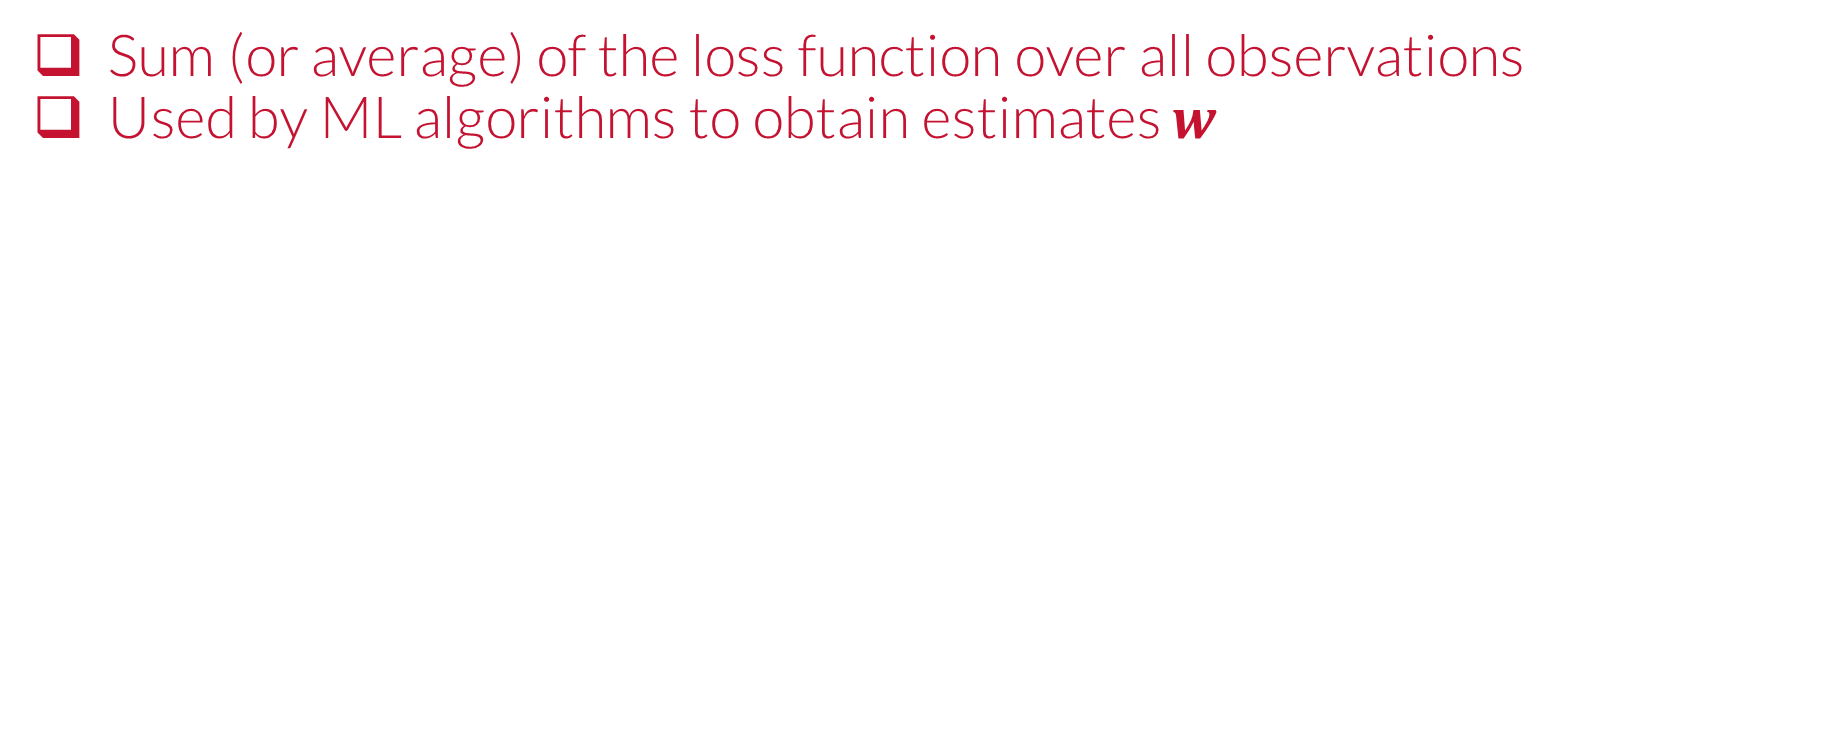 ❑ Sum (or average) of the loss function over all observations
❑ Used by ML algorithms to obtain estimates w